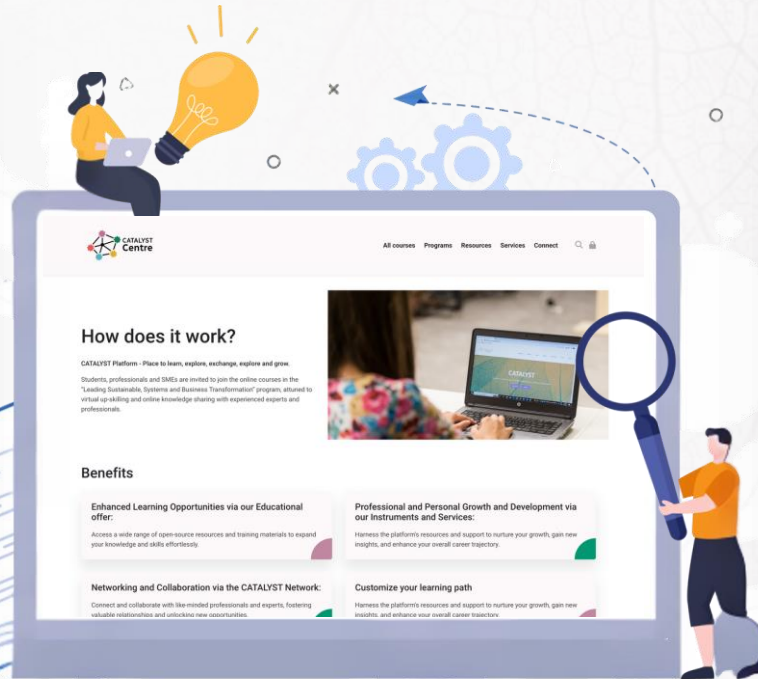 CATALYST
Centre
All courses Programs Resources Services Connect
How does it work?
CATALYST Platform - Place to learn, explore, exchange, explore and grow.
Students, professionals and SMEs are invited to join the online courses in the
"Leading Sustainable, Systems and Business Transformation" program, attuned to
virtual up-skilling and online knowledge sharing with experienced experts and
professionals.
CATALYST
Benefits
Enhanced Learning Opportunities via our Educational
offer:
Access a wide range of open-source resources and training materials to expand
your knowledge and skills effortlessly.
Professional and Personal Growth and Development via
our Instruments and Services:
Harness the platform's resources and support to nurture your growth, gain new
insights, and enhance your overall career trajectory.
Networking and Collaboration via the CATALYST Network:
Connect and collaborate with like-minded professionals and experts, fostering
valuable relationships and unlocking new opportunities.
Customize your learning path
Harness the platform's resources and support to nurture your growth, gain new
insights, and enhance your overall career trajectory.